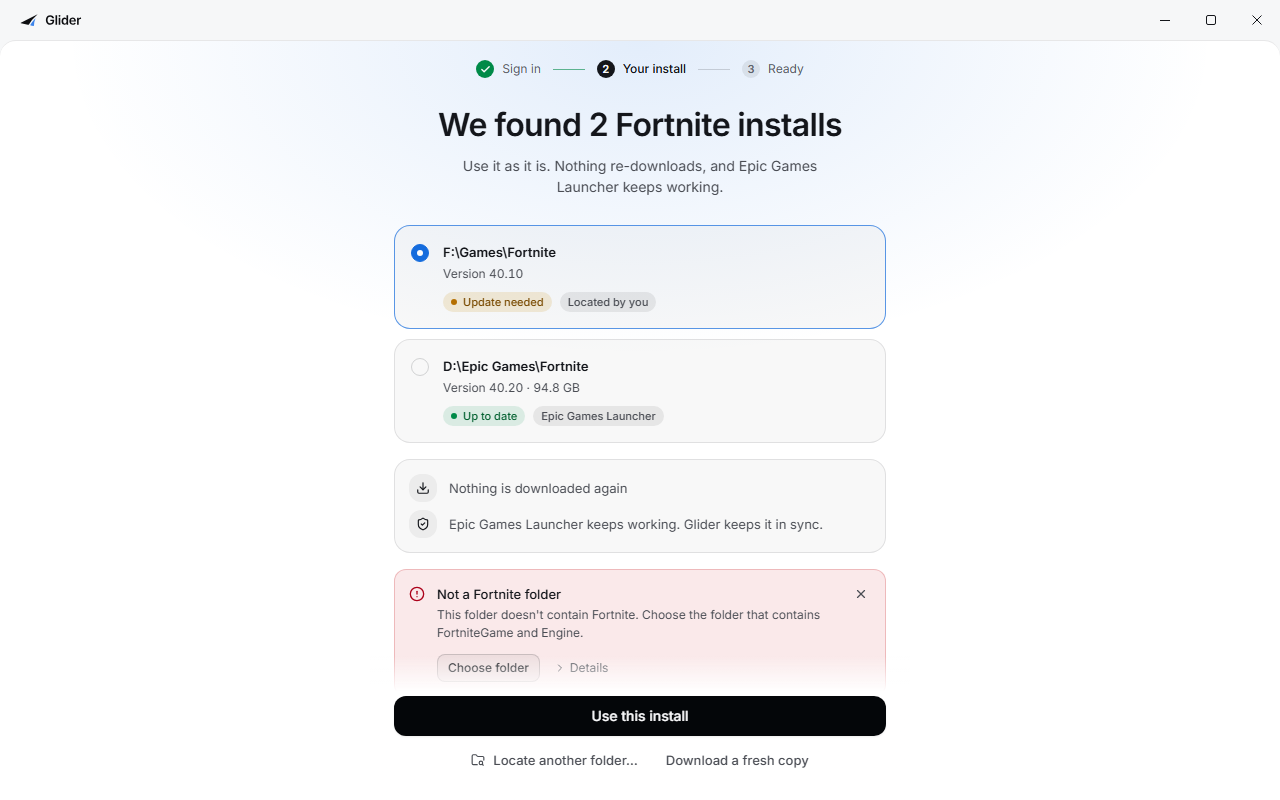 Glider
Sign in
2
Your install
3
Ready
We found 2 Fortnite installs
Use it as it is. Nothing re-downloads, and Epic Games
Launcher keeps working.
F:\Games\Fortnite
Version 40.10
Update needed
Located by you
D:\Epic Games\Fortnite
Version 40.20 · 94.8 GB
Up to date
Epic Games Launcher
Nothing is downloaded again
Epic Games Launcher keeps working. Glider keeps it in sync.
Not a Fortnite folder
This folder doesn't contain Fortnite. Choose the folder that contains
FortniteGame and Engine.
Choose folder
Details
Use this install
Locate another folder...
Download a fresh copy